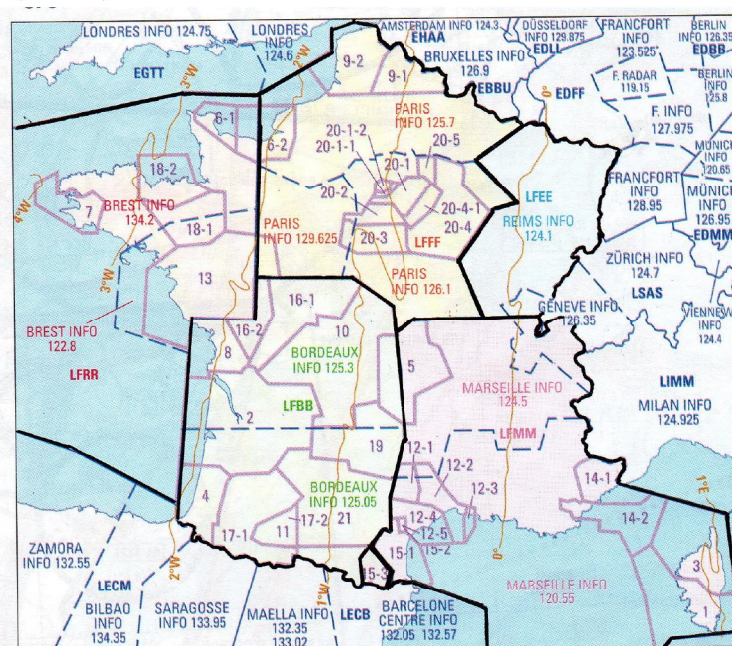 LONDRES INFO 124.75
LONDRES
INFO
124.6
AMSTERDAM INFO 124.3
EHAA
DÜSSELDORF
INFO 129.875
EDLL
FRANCFORT
INFO
123.525
BERLIN
INFO 126.35
EDBB
EGTT
3°W
2°W
9-2
9-1
BRUXELLES INFO
126.9
EBBU
0°
EDFF
F. RADAR
119.15
BERLIN
INFO
125.8
F. INFO
127.975
6-1
6-2
PARIS
INFO 125.7
20-1-2
20-1-1
20-5
20-1
MUNICH
INFO
120.65
18-2
20-2
20-4-1
20-4
LFEE
REIMS INFO
124.1
FRANCFORT
INFO
128.95
MÜNICH
INFO
126.95
EDMM
4°W
7
BREST INFO
134.2
18-1
PARIS
INFO 129.625
20-3
LFFF
3°W
13
PARIS
INFO 126.1
ZÜRICH INFO
124.7
LSAS
BREST INFO
122.8
LFRR
16-1
16-2
10
GENEVE INFO
126.35
VIENNE
INFO
124.4
8
BORDEAUX
INFO 125.3
5
MARSEILLE INFO
124.5
LFMM
LIMM
MILAN INFO
124.925
LFBB
2
19
12-1
12-2
12-3
14-1
1°E
4
BORDEAUX
INFO 125.05
17-1
11
17-2
21
12-4
12-5
14-2
15-1
15-2
15-3
0°
ZAMORA
INFO 132.55
2°W
1°W
MARSEILLE INFO
120.55
3
1
LECM
BILBAO
INFO
134.35
SARAGOSSE
INFO 133.95
MAELLA INFO
132.35
133.02
LECB
BARCELONE
CENTRE INFO
132.05 132.57